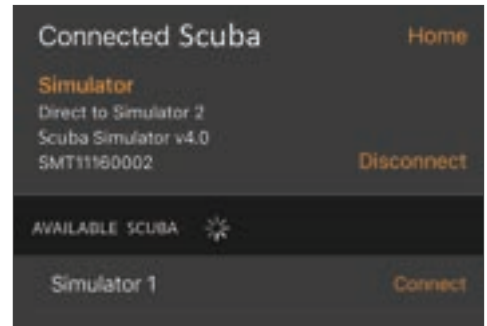 Connected Scuba Home
Simulator
Direct to Simulator 2
Scuba Simulator v4.0
SMT11160002 Disconnect
AVAILABLE SCUBA
Simulator 1 Connect